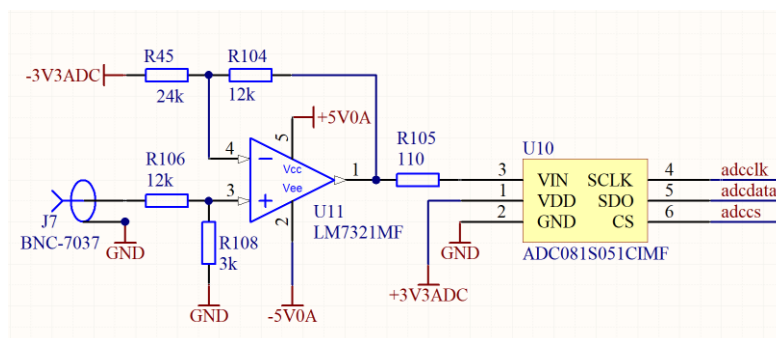 R45
R104
-3V3ADC
24k
12k
+5V0A
5
R105
U10
4
Vcc
110
R106
12k
1
3
VIN
SCLK
4
adcclk
3
Vee
1
VDD
SDO
5
adcdata
2
U11
2
GND
CS
6
adccs
J7
LM7321MF
BNC-7037
GND
R108
3k
GND
ADC081S051CIMF
+3V3ADC
GND
-5V0A